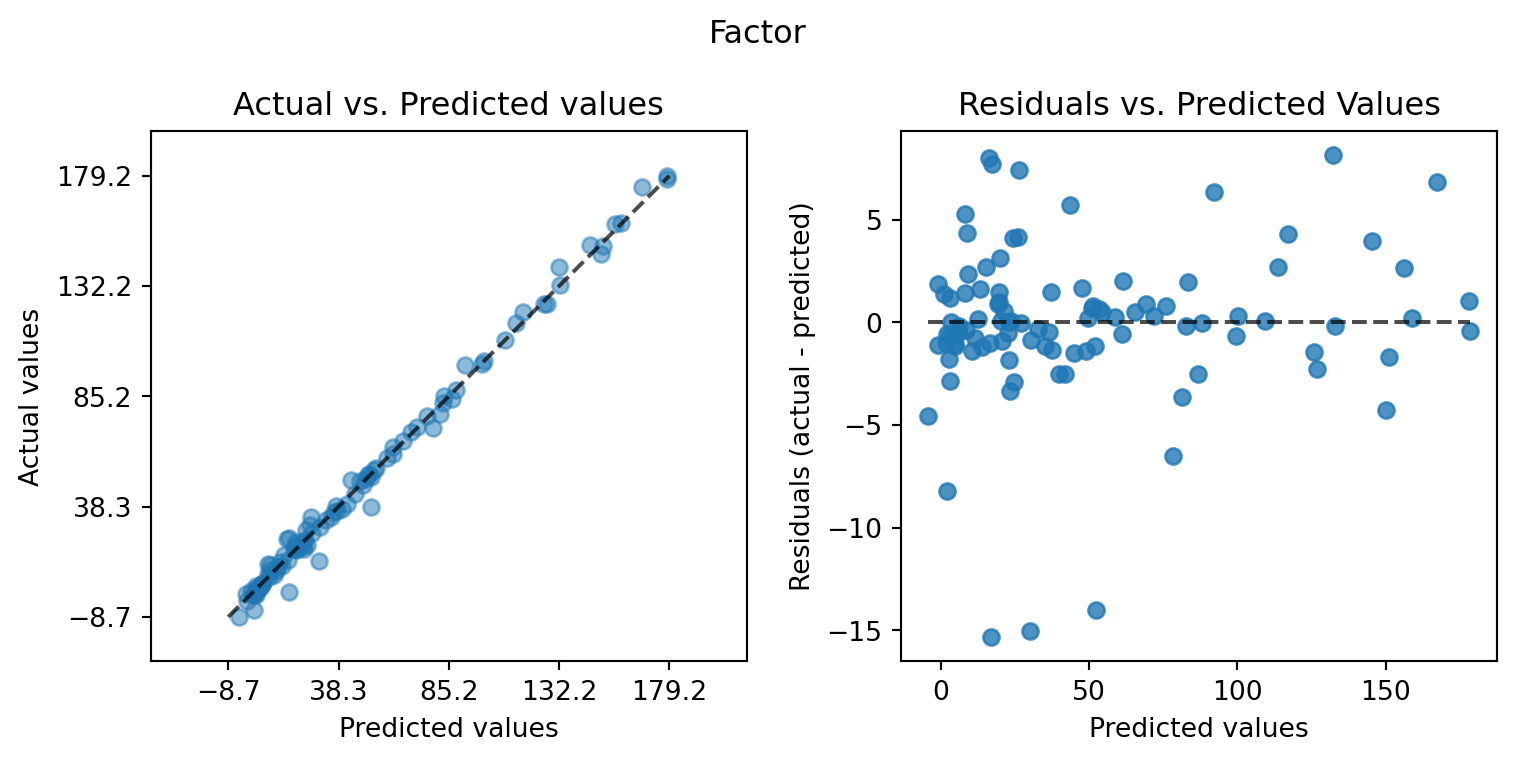 Factor
Actual vs. Predicted values
Actual values
179.2
132.2
85.2
38.3
−8.7
−8.7 38.3 85.2 132.2 179.2
Predicted values
Residuals vs. Predicted Values
Residuals (actual - predicted)
5
0
−5
−10
−15
0 50 100 150
Predicted values